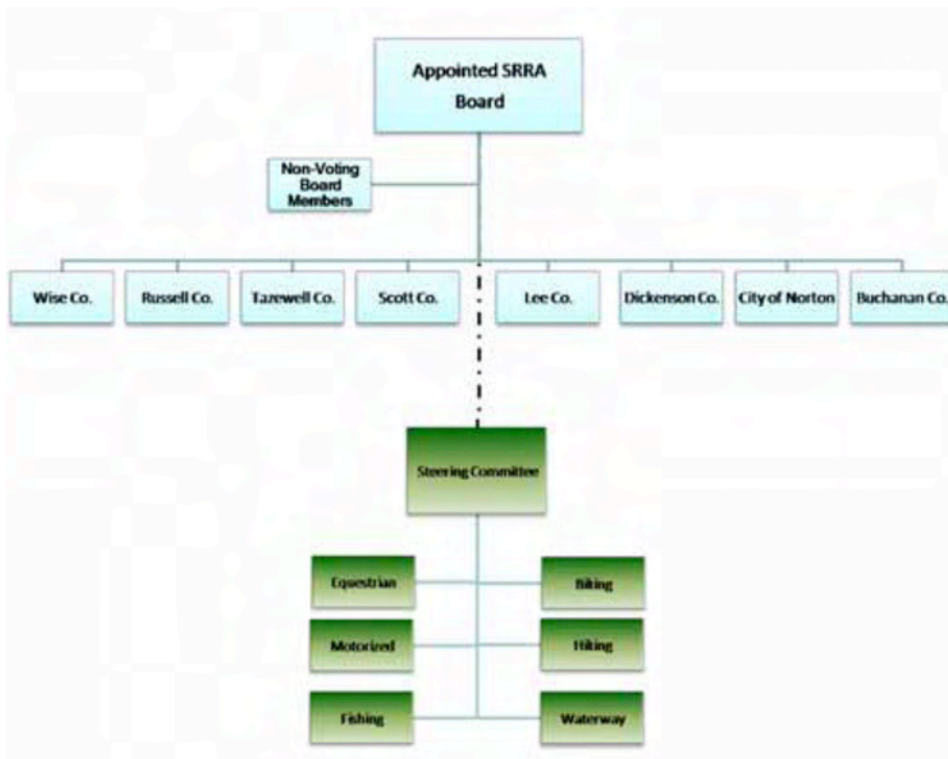 Appointed SRRA
Board
Non-Voting
Board
Members
Wise Co.
Russell Co.
Tazewell Co.
Scott Co.
Lee Co.
Dickenson Co.
City of Norton
Buchanan Co.
Steering Committee
Equestrian
Biking
Motorized
Hiking
Fishing
Waterway